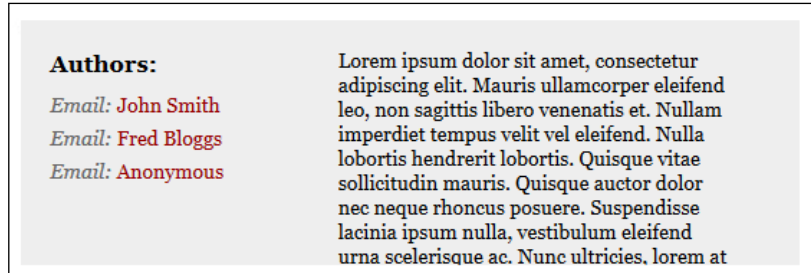 Authors:
Email: John Smith
Email: Fred Bloggs
Email: Anonymous
Lorem ipsum dolor sit amet, consectetur
adipiscing elit. Mauris ullamcorper eleifend
leo, non sagittis libero venenatis et. Nullam
imperdiet tempus velit vel eleifend. Nulla
lobortis hendrerit lobortis. Quisque vitae
sollicitudin mauris. Quisque auctor dolor
nec neque rhoncus posuere. Suspendisse
lacinia ipsum nulla, vestibulum eleifend
urna scelerisque ac. Nunc ultricies, lorem at